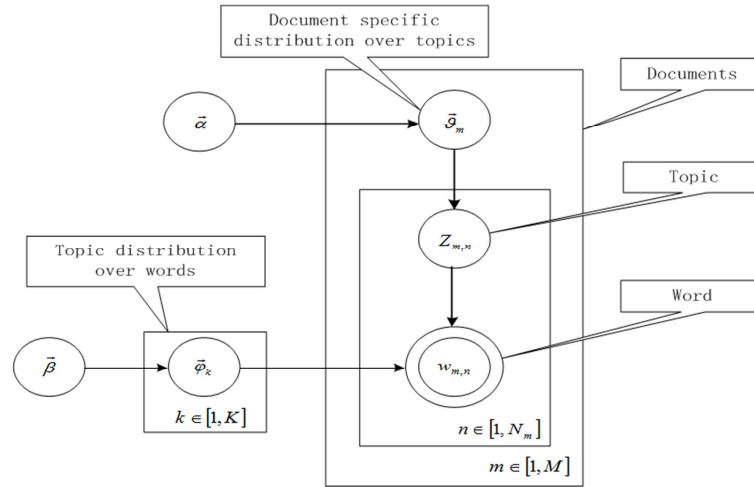 Document specific
distribution over topics
Documents
α⃗
ϑ⃗ₘ
Topic
Zₘ,ₙ
Topic distribution
over words
Word
β⃗
φ⃗ₖ
wₘ,ₙ
k ∈ [1, K]
n ∈ [1, Nₘ]
m ∈ [1, M]